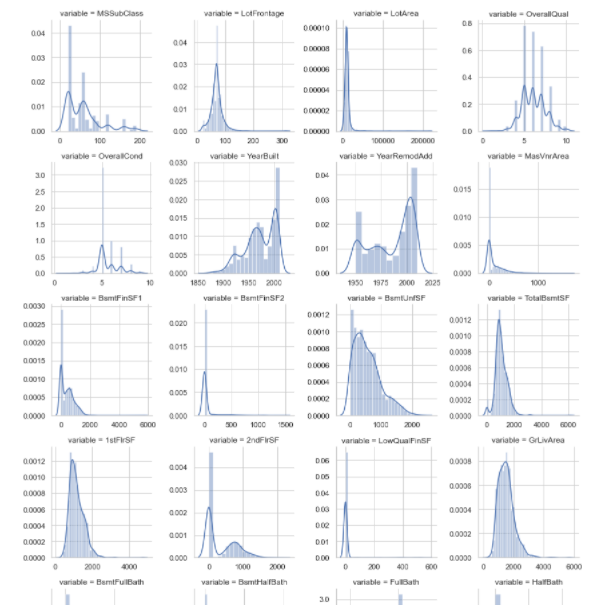 variable = MSSubClass
variable = LotFrontage
variable = LotArea
variable = OverallQual
0.04
0.03
0.02
0.01
0.00
0 100 200
0.04
0.03
0.02
0.01
0.00
0 100 200 300
0.00010
0.00008
0.00006
0.00004
0.00002
0.00000
0 100000 200000
0.8
0.6
0.4
0.2
0.0
0 5 10
variable = OverallCond
variable = YearBuilt
variable = YearRemodAdd
variable = MasVnrArea
3.0
2.5
2.0
1.5
1.0
0.5
0.0
0 5 10
0.030
0.025
0.020
0.015
0.010
0.005
0.000
1850 1900 1950 2000
0.04
0.03
0.02
0.01
0.00
1950 1975 2000 2025
0.015
0.010
0.005
0.000
0 1000
variable = BsmtFinSF1
variable = BsmtFinSF2
variable = BsmtUnfSF
variable = TotalBsmtSF
0.0030
0.0025
0.0020
0.0015
0.0010
0.0005
0.0000
0 2000 4000 6000
0.020
0.015
0.010
0.005
0.000
0 500 1000 1500
0.0012
0.0010
0.0008
0.0006
0.0004
0.0002
0.0000
0 1000 2000
0.0012
0.0010
0.0008
0.0006
0.0004
0.0002
0.0000
0 2000 4000 6000
variable = 1stFlrSF
variable = 2ndFlrSF
variable = LowQualFinSF
variable = GrLivArea
0.0012
0.0010
0.0008
0.0006
0.0004
0.0002
0.0000
0 2000 4000
0.004
0.003
0.002
0.001
0.000
0 1000 2000
0.06
0.05
0.04
0.03
0.02
0.01
0.00
0 200 400 600
0.0008
0.0006
0.0004
0.0002
0.0000
0 2000 4000 6000
variable = BsmtFullBath
variable = BsmtHalfBath
variable = FullBath
variable = HalfBath
3.0